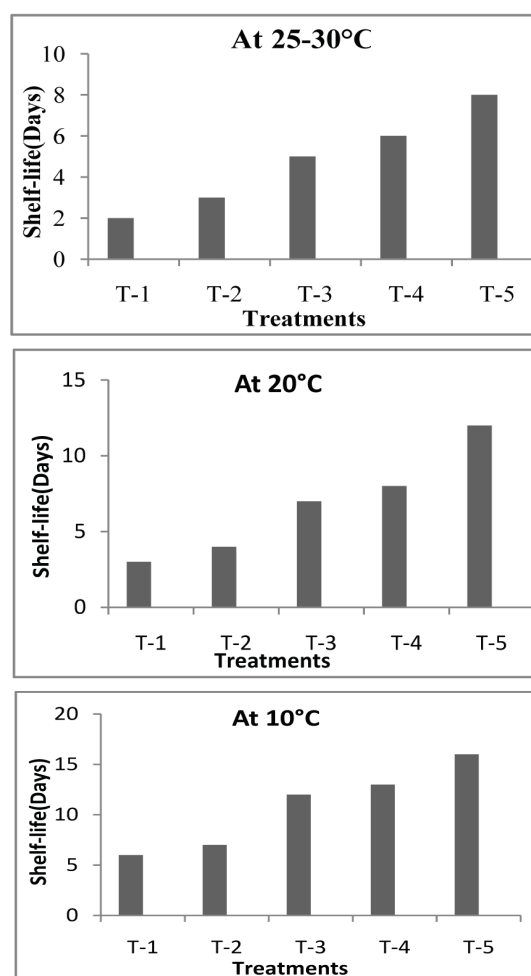 At 25-30°C
Shelf-life(Days)
10
8
6
4
2
0
T-1 T-2 T-3 T-4 T-5
Treatments
At 20°C
Shelf-life(Days)
15
10
5
0
T-1 T-2 T-3 T-4 T-5
Treatments
At 10°C
Shelf-life(Days)
20
15
10
5
0
T-1 T-2 T-3 T-4 T-5
Treatments